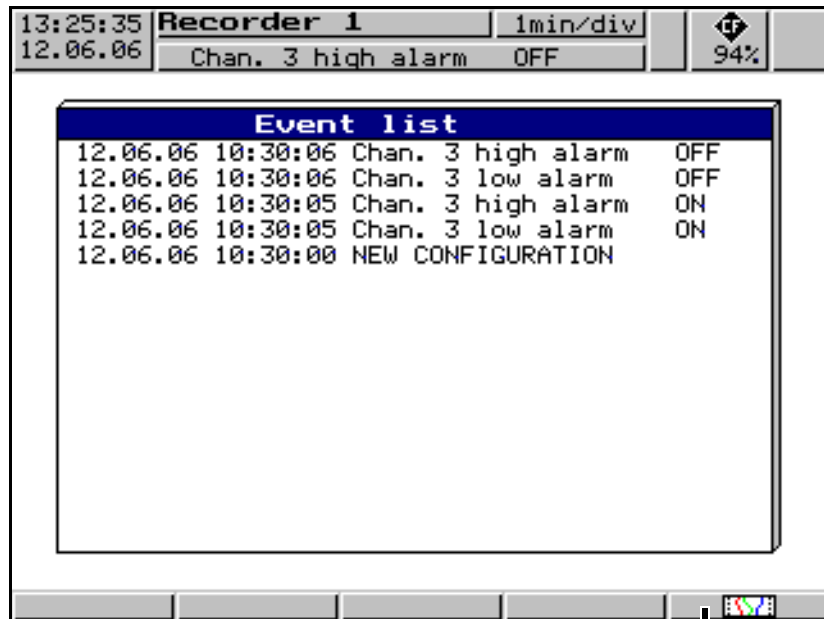 13:25:35 Recorder 1 1min/div CF
12.06.06 Chan. 3 high alarm OFF 94%
Event list
12.06.06 10:30:06 Chan. 3 high alarm OFF
12.06.06 10:30:06 Chan. 3 low alarm OFF
12.06.06 10:30:05 Chan. 3 high alarm ON
12.06.06 10:30:05 Chan. 3 low alarm ON
12.06.06 10:30:00 NEW CONFIGURATION